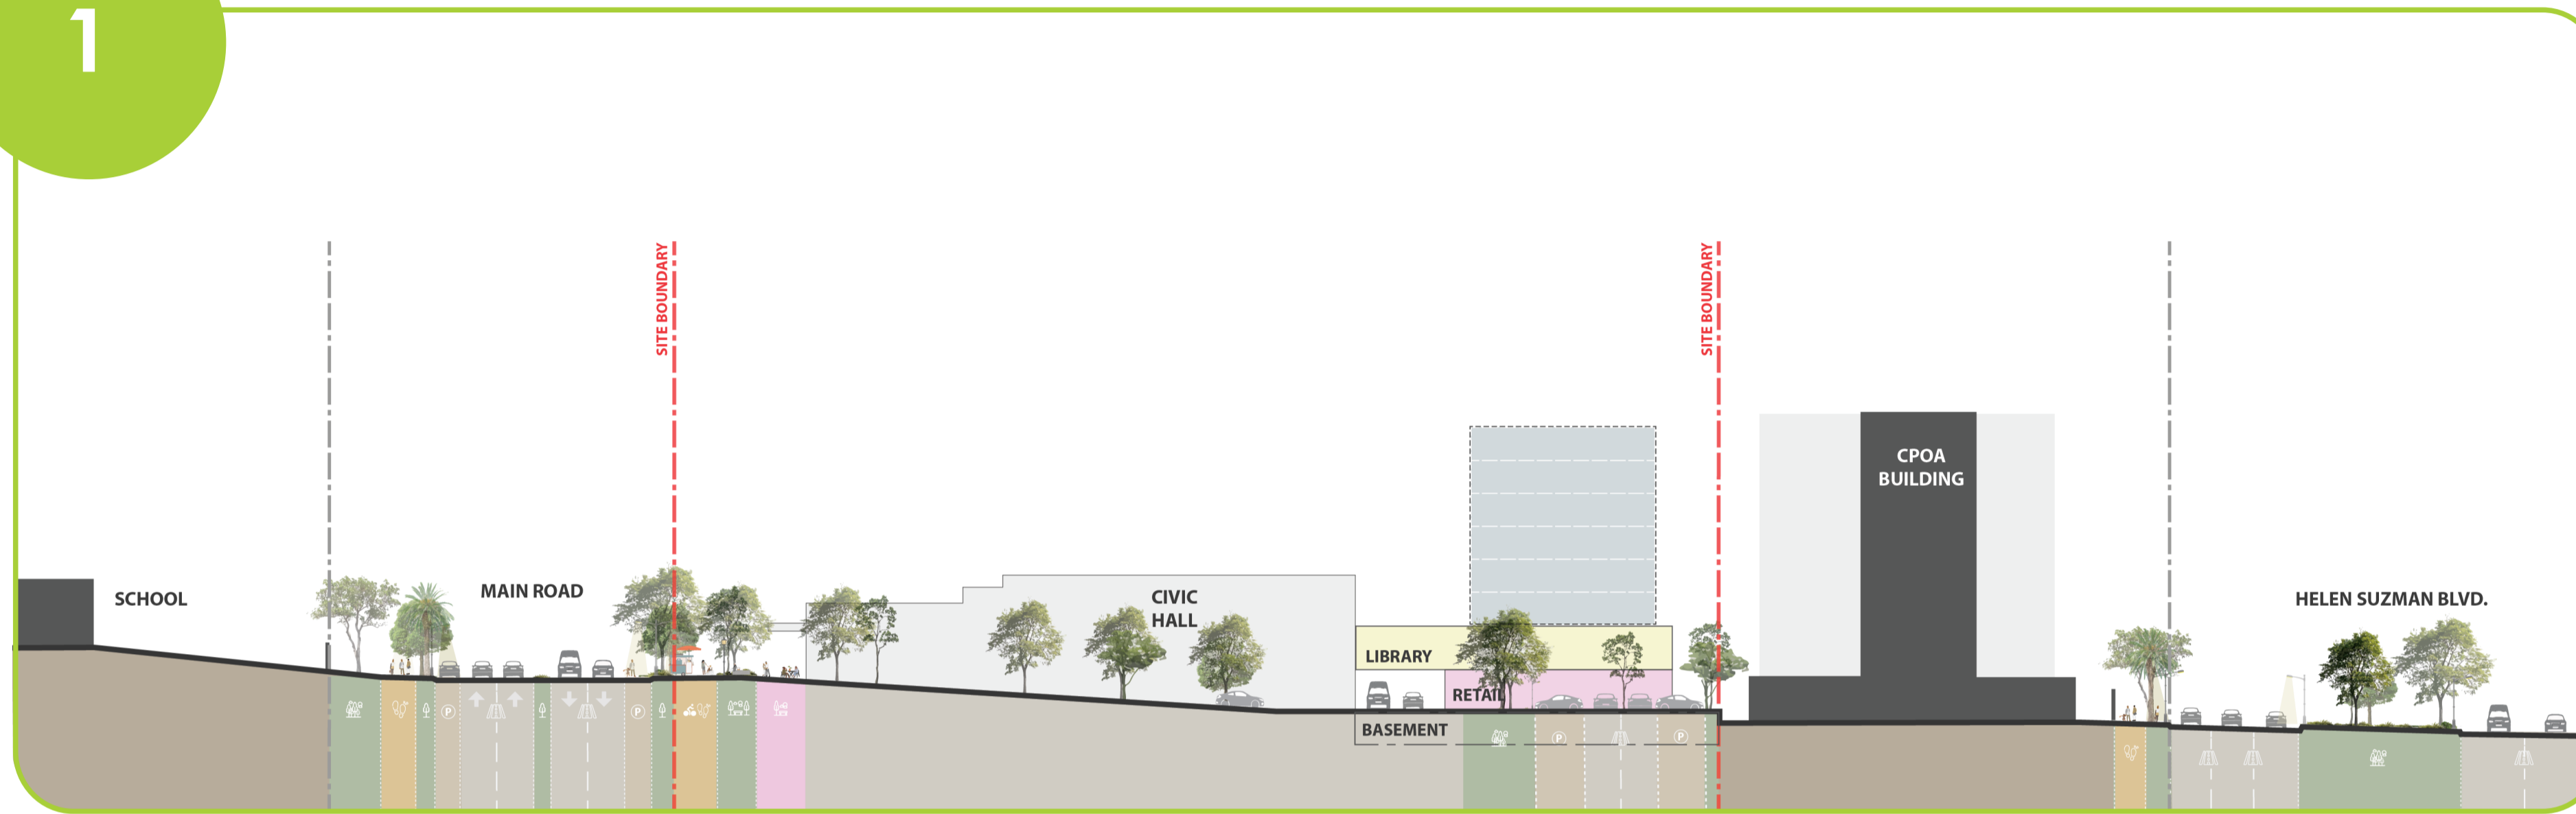 1
SITE BOUNDARY
SITE BOUNDARY
CPOA
BUILDING
SCHOOL
MAIN ROAD
CIVIC
HALL
HELEN SUZMAN BLVD.
LIBRARY
RETAIL
BASEMENT
P
P
P
P